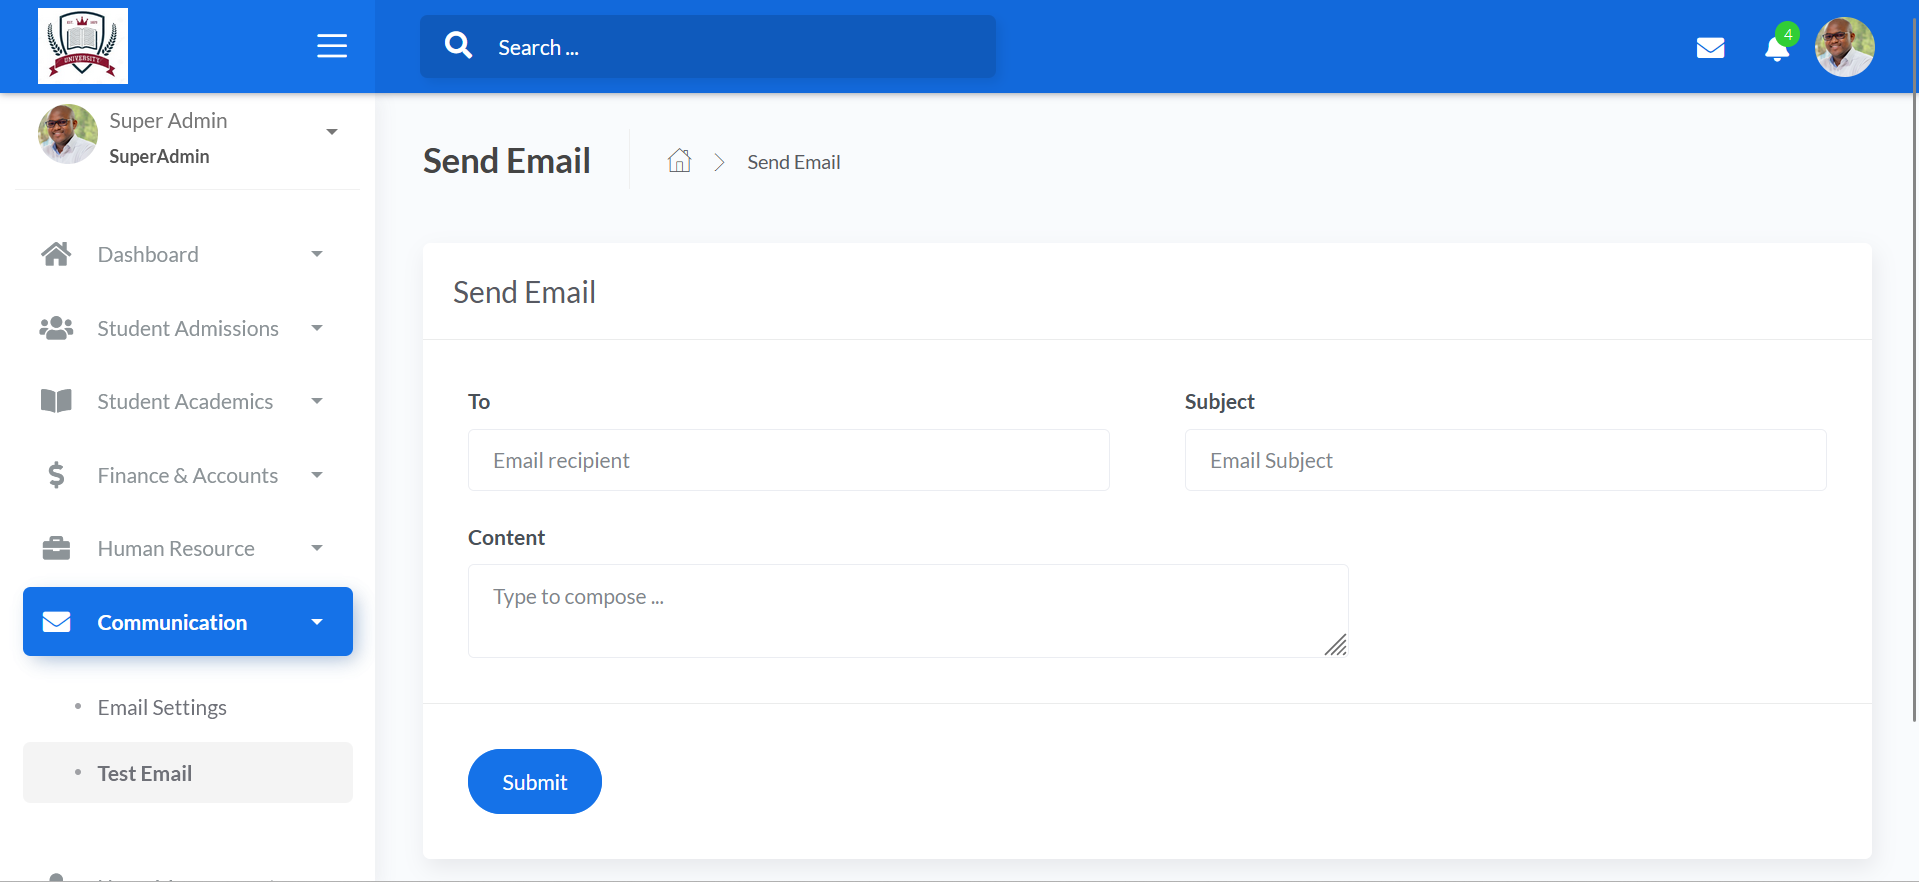 UNIVERSITY
Search ...
4
Super Admin
SuperAdmin
Send Email
Send Email
Dashboard
Student Admissions
Student Academics
Finance & Accounts
Human Resource
Communication
Email Settings
Test Email
Send Email
To
Subject
Email recipient
Email Subject
Content
Type to compose ...
Submit